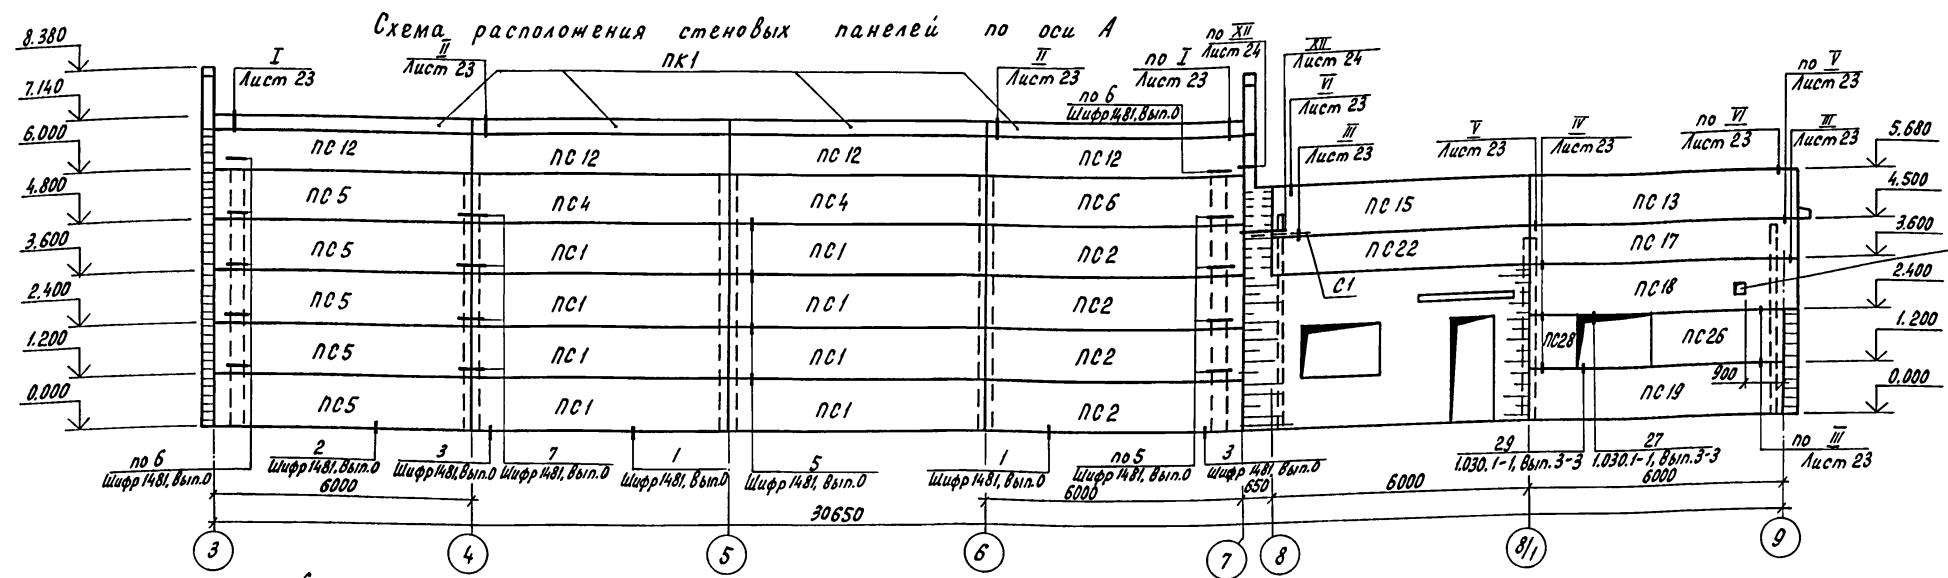 Схема расположения стеновых панелей по оси А
8.380
7.140
6.000
4.800
3.600
2.400
1.200
0,000
I
Лист 23
II
Лист 23
ПК1
II
Лист 23
по I
Лист 23
по XII
Лист 24
XII
Лист 24
по 6
Шифр 1481, Вып.0
VI
Лист 23
III
Лист 23
V
Лист 23
IV
Лист 23
по VI
Лист 23
по V
Лист 23
III
Лист 23
5.680
4.500
3.600
2.400
1.200
0,000
ПС 12 ПС 12 ПС 12 ПС 12
ПС 5 ПС 4 ПС 4 ПС 6
ПС 5 ПС 1 ПС 1 ПС 2
ПС 5 ПС 1 ПС 1 ПС 2
ПС 5 ПС 1 ПС 1 ПС 2
ПС 5 ПС 1 ПС 1 ПС 2
ПС 15 ПС 13
ПС 22 ПС 17
С1
ПС 18
ПС28 ПС26
900
ПС 19
по 6
Шифр 1481, Вып.0
2
Шифр 1481, Вып.0
3
Шифр 1481, Вып.0
7
Шифр 1481, Вып.0
1
Шифр 1481, Вып.0
5
Шифр 1481, Вып.0
1
Шифр 1481, Вып.0
по 5
Шифр 1481, Вып.0
3
Шифр 1481, Вып.0
29
1.030.1-1, Вып.3-3
27
1.030.1-1, Вып.3-3
по III
Лист 23
6000 6000 650 6000 6000
30650
3 4 5 6 7 8 8/1 9